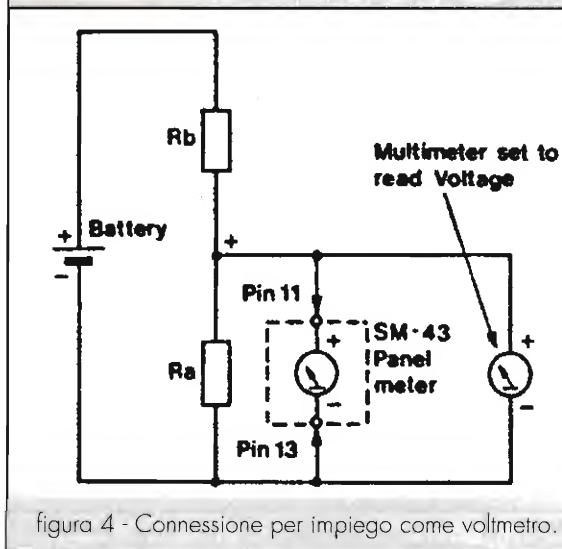 Rb
Multimeter set to
read Voltage
+ Battery
-
+
Pin 11
SM-43
Panel
meter
+
-
Ra
+
-
Pin 13
figura 4 - Connessione per impiego come voltmetro.